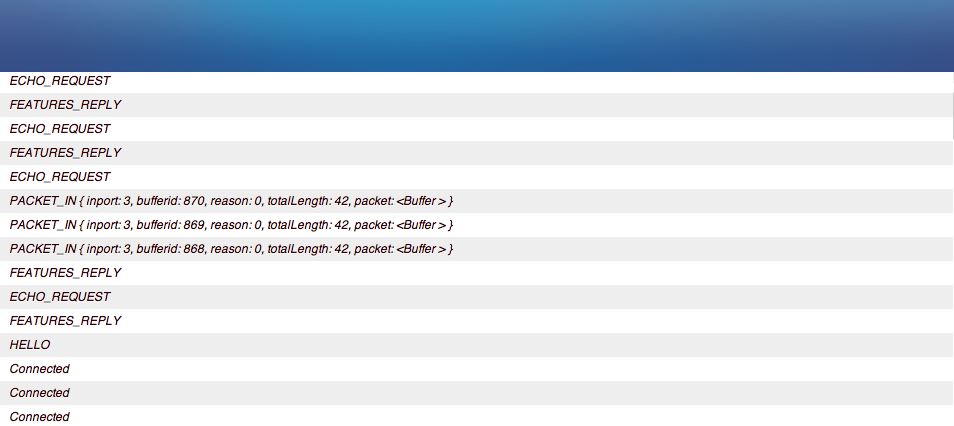 ECHO_REQUEST
FEATURES_REPLY
ECHO_REQUEST
FEATURES_REPLY
ECHO_REQUEST
PACKET_IN { inport: 3, bufferid: 870, reason: 0, totalLength: 42, packet: <Buffer > }
PACKET_IN { inport: 3, bufferid: 869, reason: 0, totalLength: 42, packet: <Buffer > }
PACKET_IN { inport: 3, bufferid: 868, reason: 0, totalLength: 42, packet: <Buffer > }
FEATURES_REPLY
ECHO_REQUEST
FEATURES_REPLY
HELLO
Connected
Connected
Connected